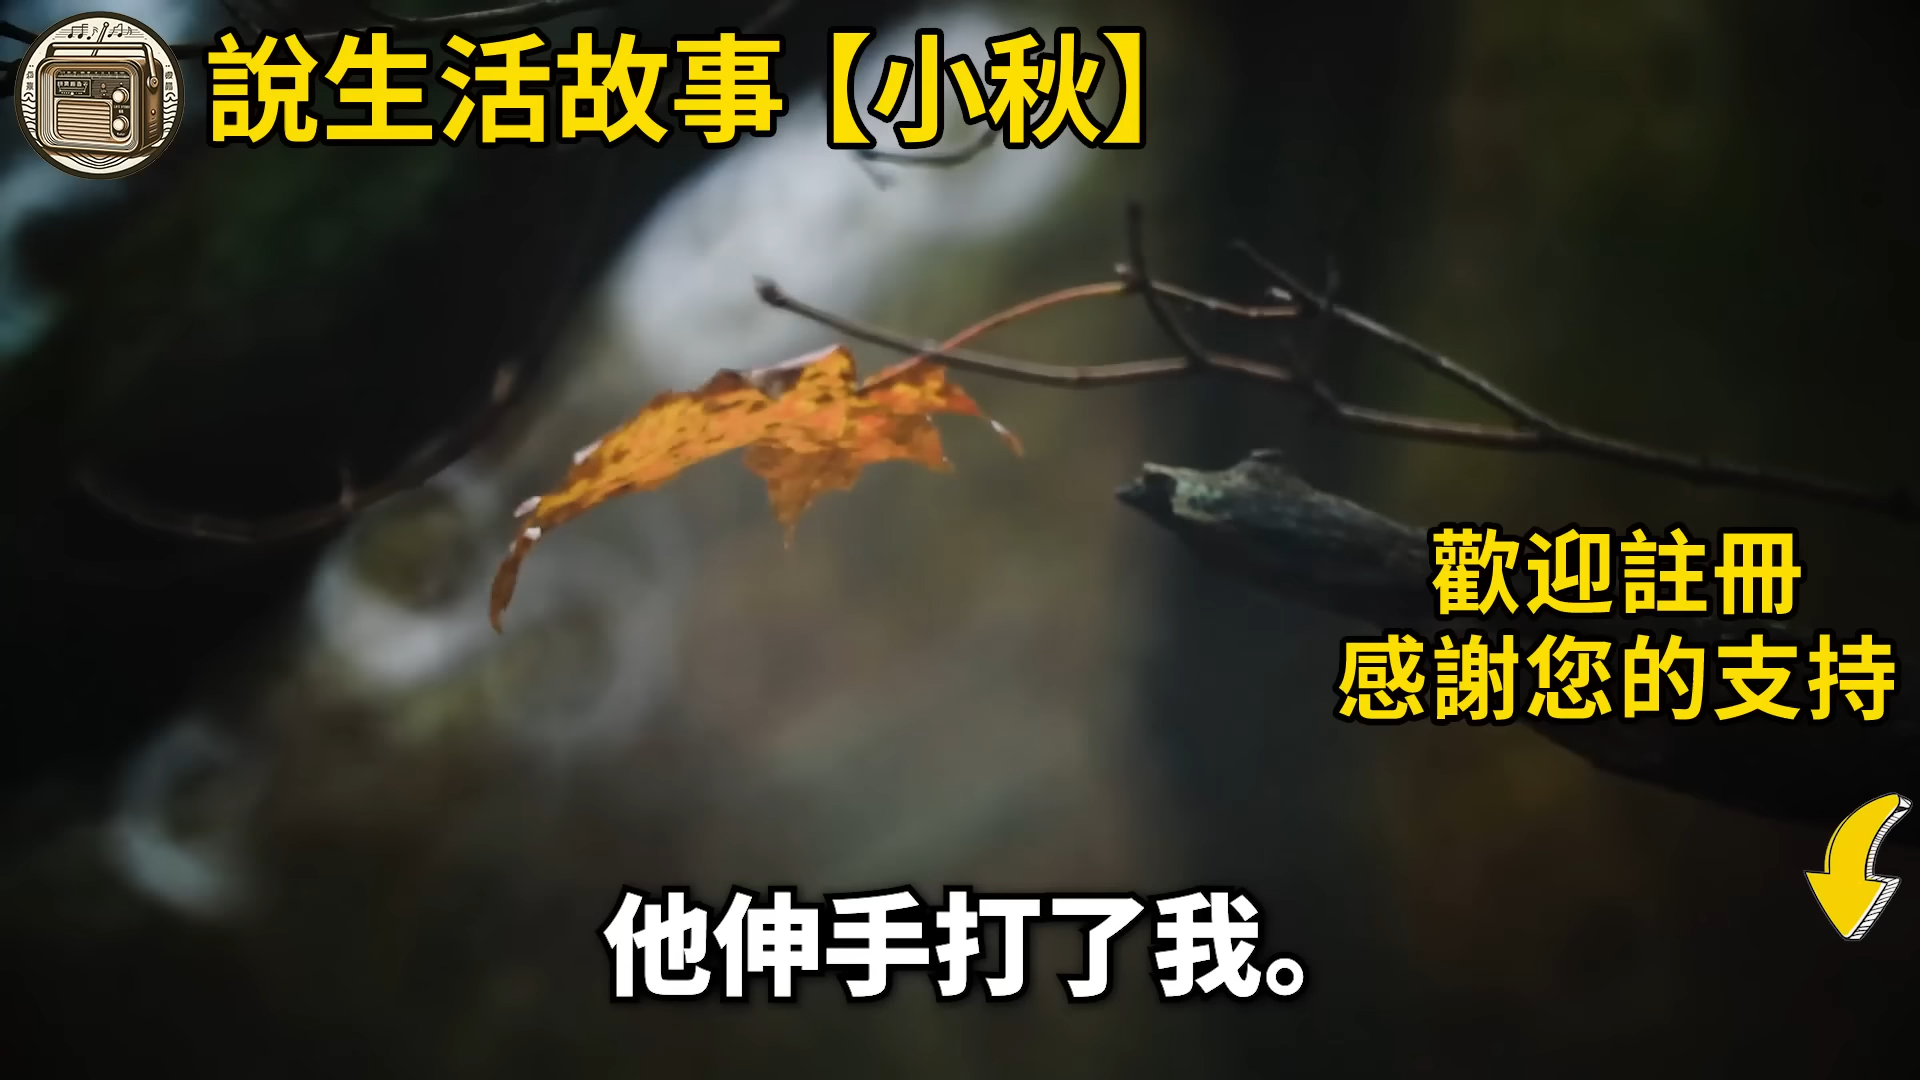 說生活故事【小秋】
歡迎註冊
感謝您的支持
他伸手打了我。